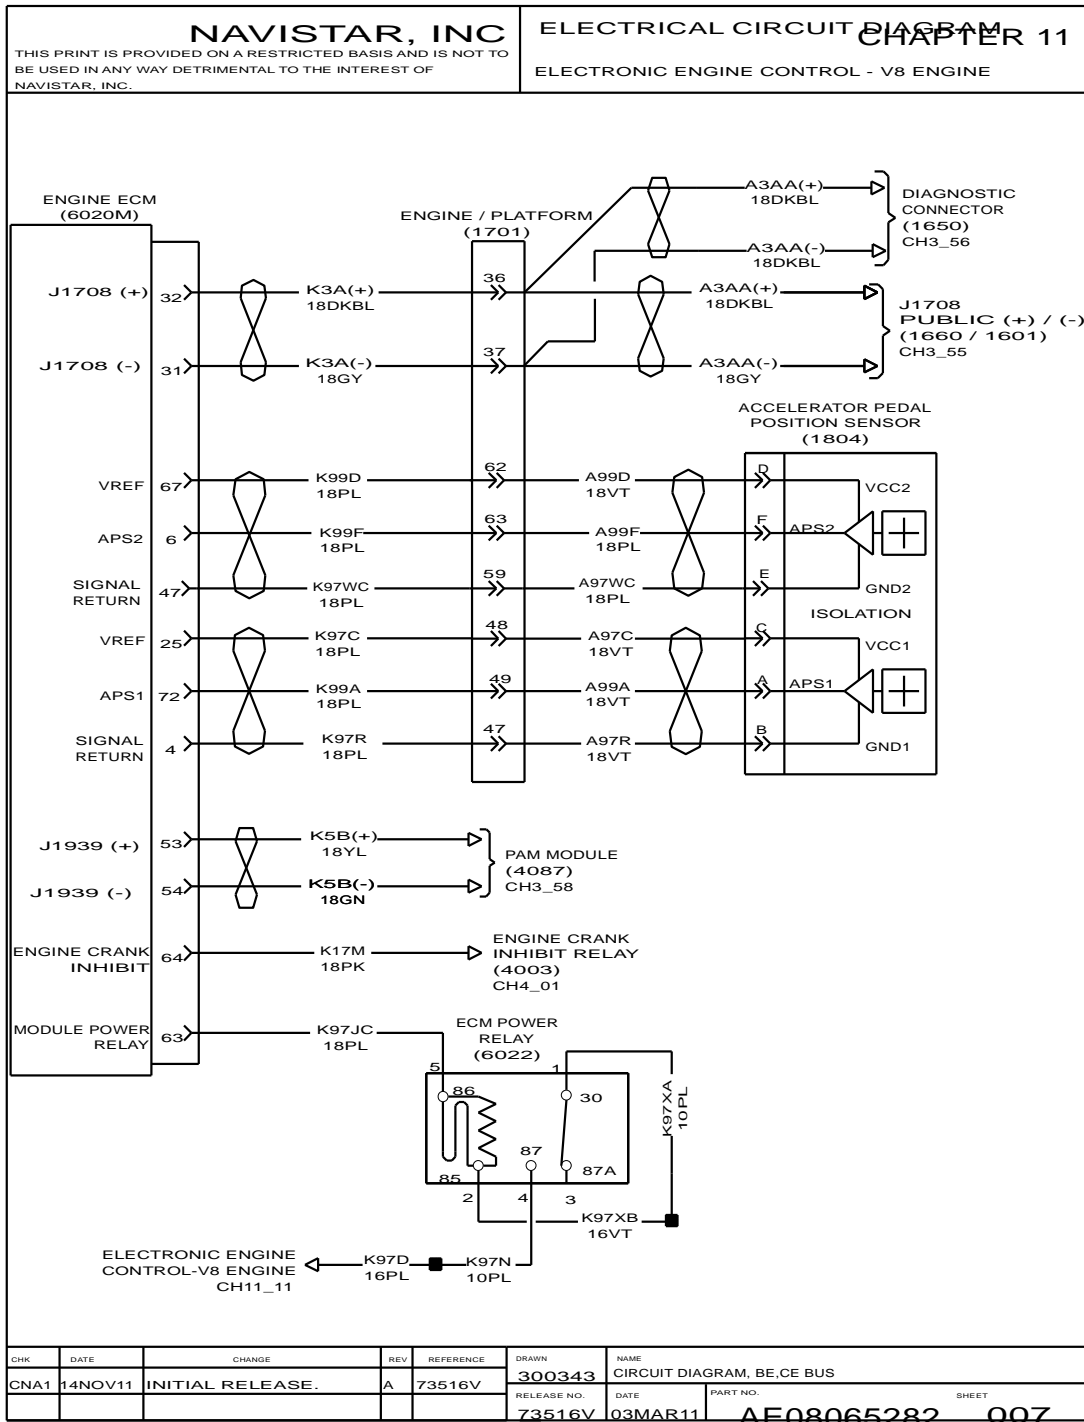 NAVISTAR, INC
THIS PRINT IS PROVIDED ON A RESTRICTED BASIS AND IS NOT TO
BE USED IN ANY WAY DETRIMENTAL TO THE INTEREST OF
NAVISTAR, INC.
ELECTRICAL CIRCUIT DIAGRAM
CHAPTER 11
ELECTRONIC ENGINE CONTROL - V8 ENGINE
ENGINE ECM
(6020M)
ENGINE / PLATFORM
(1701)
A3AA(+)
18DKBL
A3AA(-)
18DKBL
DIAGNOSTIC
CONNECTOR
(1650)
CH3_56
J1708 (+)
32
K3A(+)
18DKBL
36
A3AA(+)
18DKBL
J1708 (-)
31
K3A(-)
18GY
37
A3AA(-)
18GY
J1708
PUBLIC (+) / (-)
(1660 / 1601)
CH3_55
ACCELERATOR PEDAL
POSITION SENSOR
(1804)
VREF
67
K99D
18PL
62
A99D
18VT
D
VCC2
APS2
6
K99F
18PL
63
A99F
18PL
F
APS2
SIGNAL
RETURN
47
K97WC
18PL
59
A97WC
18PL
E
GND2
ISOLATION
VREF
25
K97C
18PL
48
A97C
18VT
C
VCC1
APS1
72
K99A
18PL
49
A99A
18VT
A
APS1
SIGNAL
RETURN
4
K97R
18PL
47
A97R
18VT
B
GND1
J1939 (+)
53
K5B(+)
18YL
J1939 (-)
54
K5B(-)
18GN
PAM MODULE
(4087)
CH3_58
ENGINE CRANK
INHIBIT
64
K17M
18PK
ENGINE CRANK
INHIBIT RELAY
(4003)
CH4_01
MODULE POWER
RELAY
63
K97JC
18PL
ECM POWER
RELAY
(6022)
5
1
86
30
87
87A
85
2
4
3
K97XA
10PL
K97XB
16VT
ELECTRONIC ENGINE
CONTROL-V8 ENGINE
CH11_11
K97D
16PL
K97N
10PL
CHK
DATE
CHANGE
REV
REFERENCE
CNA1
14NOV11
INITIAL RELEASE.
A
73516V
DRAWN
300343
NAME
CIRCUIT DIAGRAM, BE,CE BUS
RELEASE NO.
73516V
DATE
03MAR11
PART NO.
AE08065282
SHEET
007